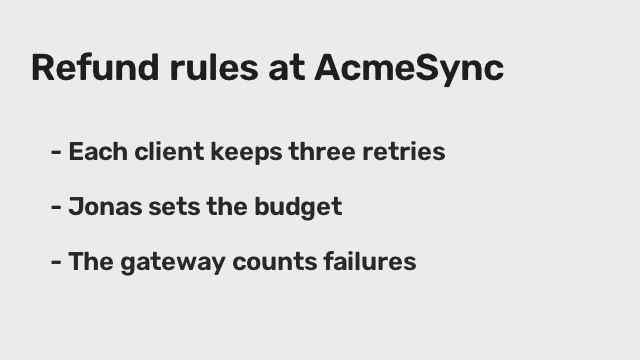 Refund rules at AcmeSync
- Each client keeps three retries
- Jonas sets the budget
- The gateway counts failures